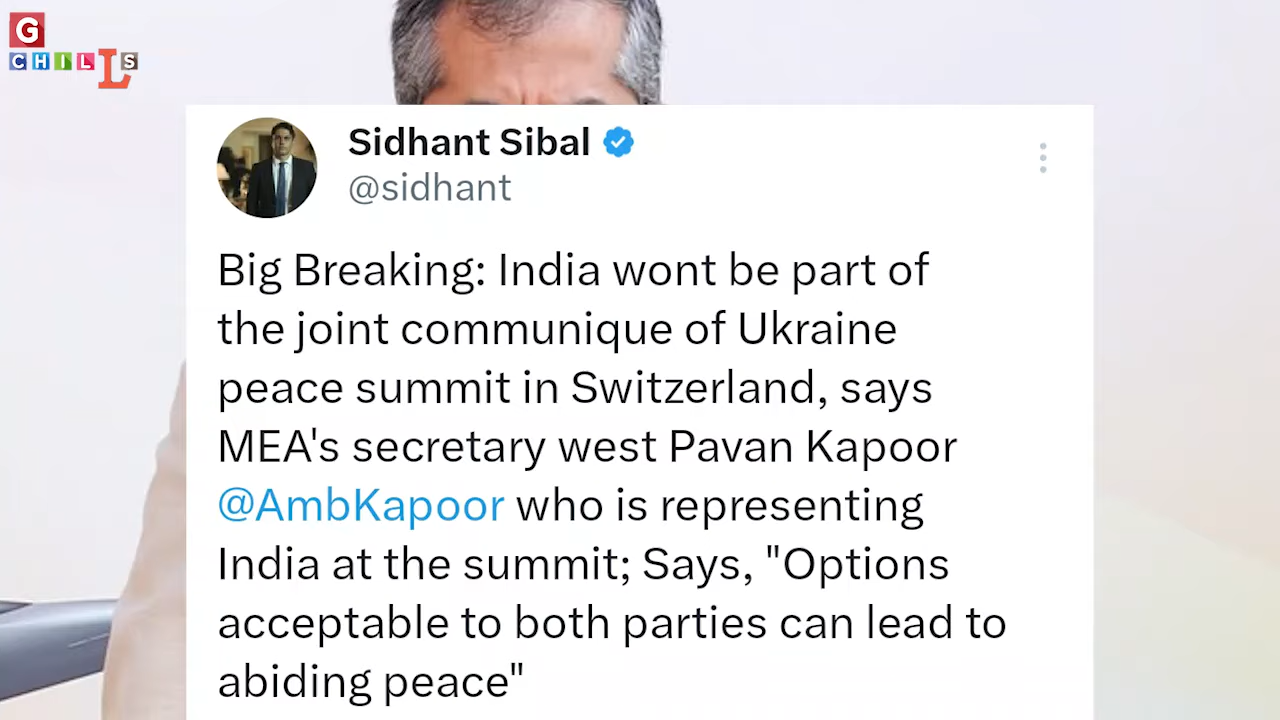 G
CHILLS
Sidhant Sibal
@sidhant
Big Breaking: India wont be part of
the joint communique of Ukraine
peace summit in Switzerland, says
MEA's secretary west Pavan Kapoor
@AmbKapoor who is representing
India at the summit; Says, "Options
acceptable to both parties can lead to
abiding peace"